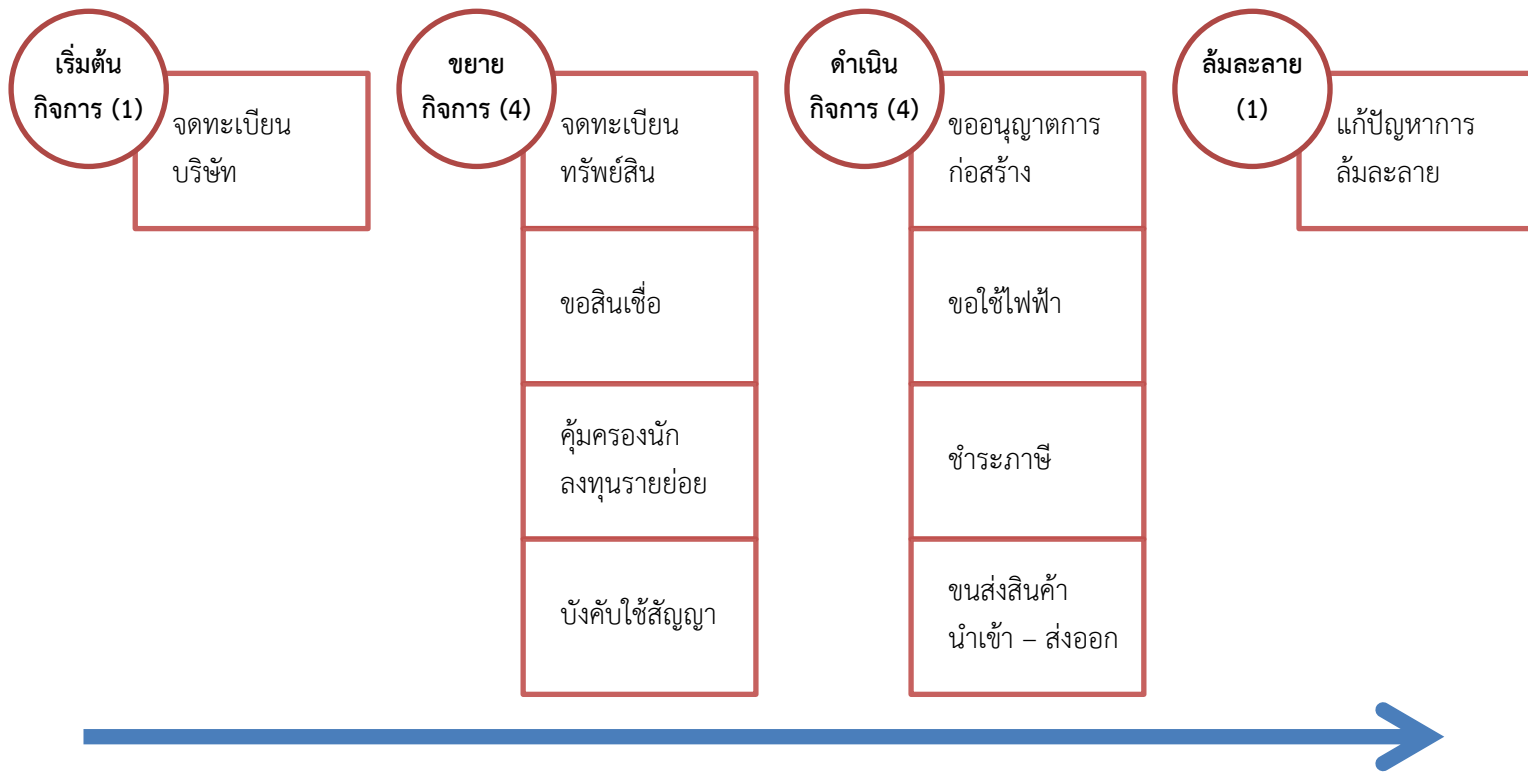 เริ่มต้น
กิจการ (1)
จดทะเบียน
บริษัท
ขยาย
กิจการ (4)
จดทะเบียน
ทรัพย์สิน
ขอสินเชื่อ
คุ้มครองนัก
ลงทุนรายย่อย
บังคับใช้สัญญา
ดำเนิน
กิจการ (4)
ขออนุญาตการ
ก่อสร้าง
ขอใช้ไฟฟ้า
ชำระภาษี
ขนส่งสินค้า
นำเข้า – ส่งออก
ล้มละลาย
(1)
แก้ปัญหาการ
ล้มละลาย